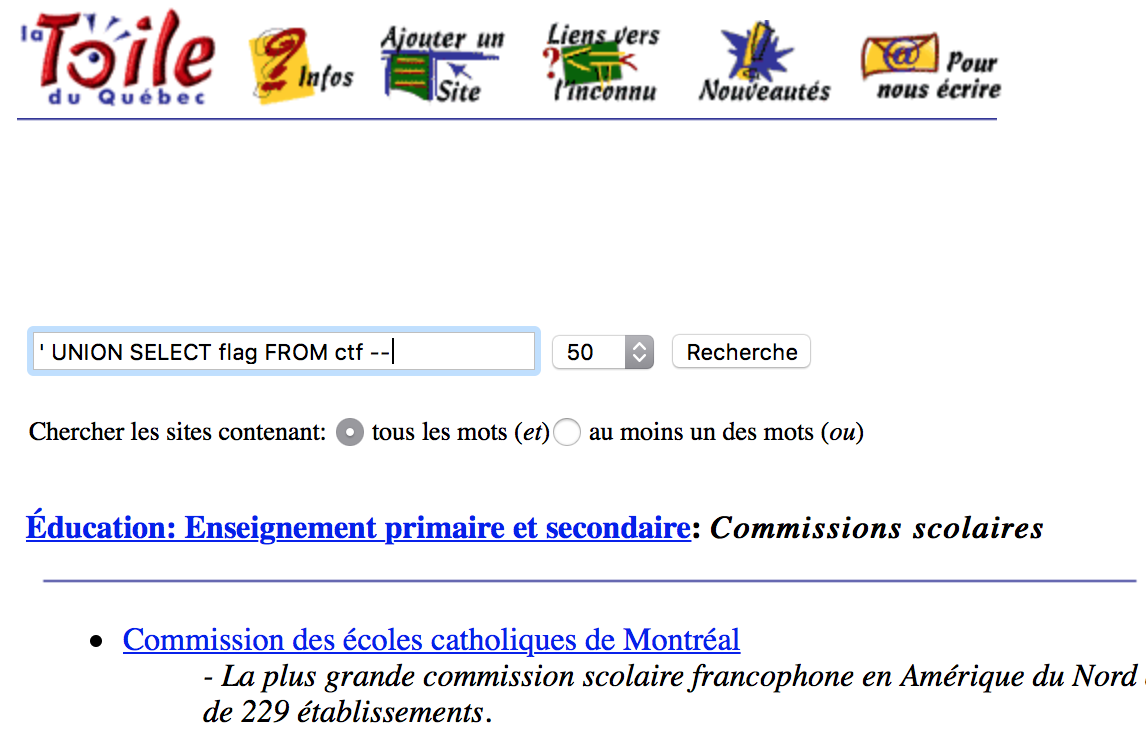 la Toile du Québec
Infos
Ajouter un Site
Liens vers l'inconnu
Nouveautés
Pour nous écrire
' UNION SELECT flag FROM ctf --
50
Recherche
Chercher les sites contenant: tous les mots (et) au moins un des mots (ou)
Éducation: Enseignement primaire et secondaire: Commissions scolaires
Commission des écoles catholiques de Montréal
- La plus grande commission scolaire francophone en Amérique du Nord
de 229 établissements.